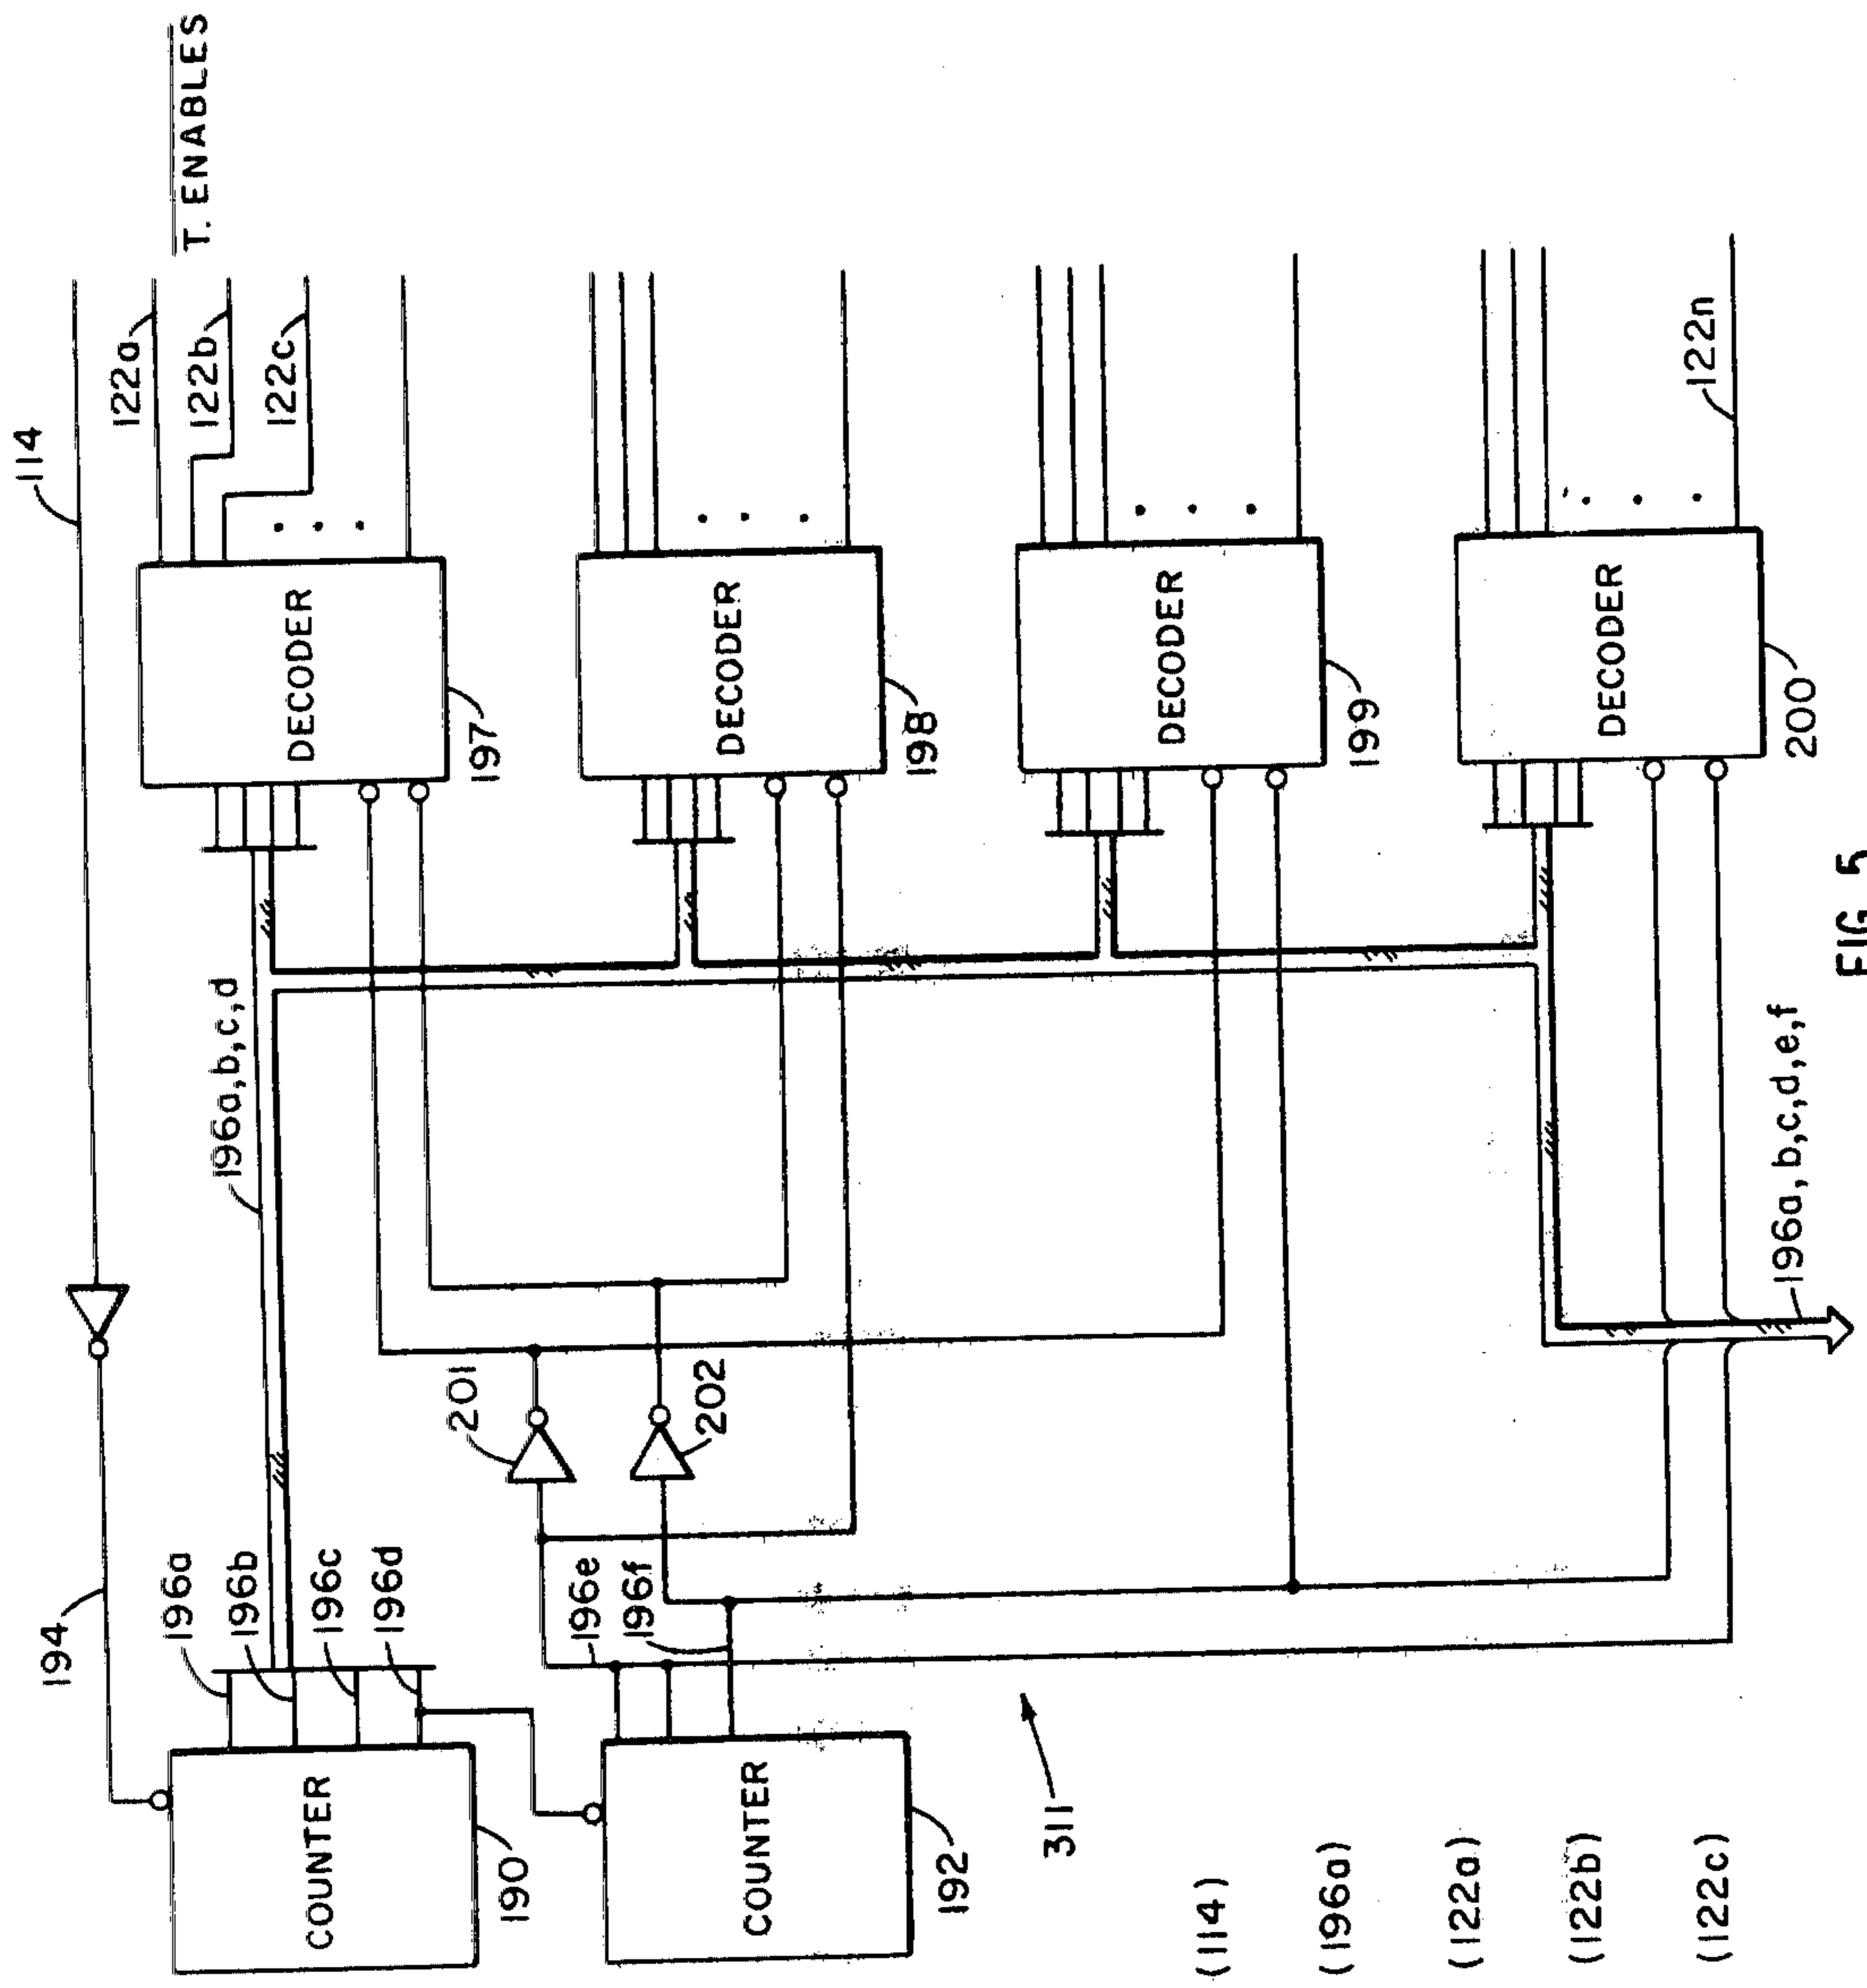 T. ENABLES
114
122a
122b
122c
194
196a,b,c,d
DECODER
197
196a
196b
196c
196d
COUNTER
190
201
202
DECODER
198
196e
196f
COUNTER
192
311
DECODER
199
DECODER
200
122n
196a,b,c,d,e,f
(114)
(196a)
(122a)
(122b)
(122c)
FIG. 5